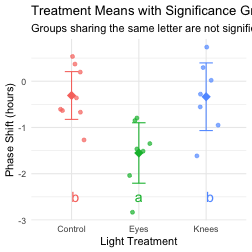 Treatment Means with Significance Gr
Groups sharing the same letter are not signific
Phase Shift (hours)
0
-1
-2
-3
b
a
b
Control
Eyes
Knees
Light Treatment